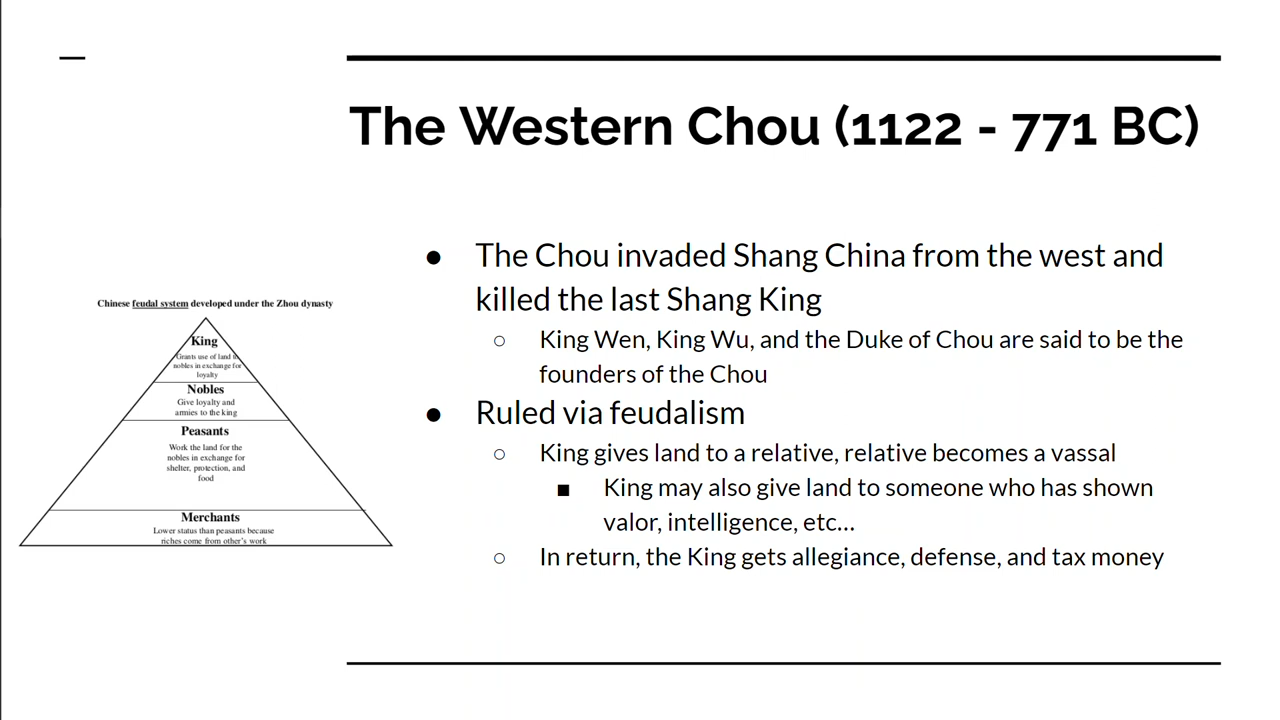 The Western Chou (1122 - 771 BC)
● The Chou invaded Shang China from the west and
killed the last Shang King
○ King Wen, King Wu, and the Duke of Chou are said to be the
founders of the Chou
● Ruled via feudalism
○ King gives land to a relative, relative becomes a vassal
■ King may also give land to someone who has shown
valor, intelligence, etc...
○ In return, the King gets allegiance, defense, and tax money
Chinese feudal system developed under the Zhou dynasty
King
Grants use of land to
nobles in exchange for
loyalty
Nobles
Give loyalty and
armies to the king
Peasants
Work the land for the
nobles in exchange for
shelter, protection, and
food
Merchants
Lower status than peasants because
riches come from other's work